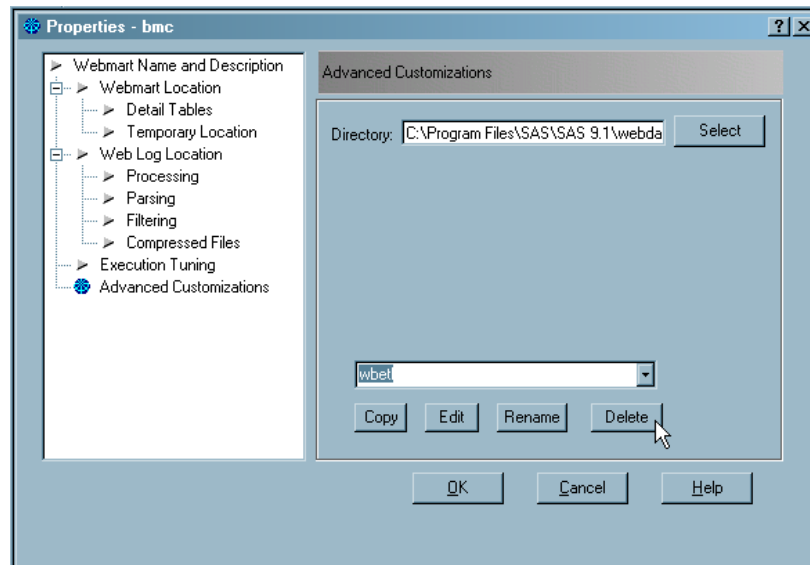 Properties - bmc
Webmart Name and Description
Webmart Location
Detail Tables
Temporary Location
Web Log Location
Processing
Parsing
Filtering
Compressed Files
Execution Tuning
Advanced Customizations
Advanced Customizations
Directory: C:\Program Files\SAS\SAS 9.1\webda Select
wbet
Copy Edit Rename Delete
OK Cancel Help